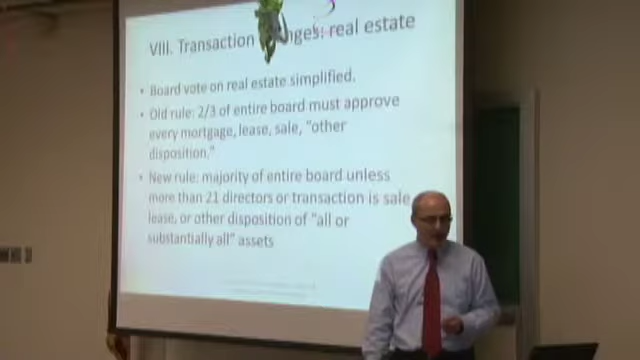 VIII. Transaction nges: real estate
• Board vote on real estate simplified.
• Old rule: 2/3 of entire board must approve
every mortgage, lease, sale, "other
disposition."
• New rule: majority of entire board unless
more than 21 directors or transaction is sale,
lease, or other disposition of "all or
substantially all" assets